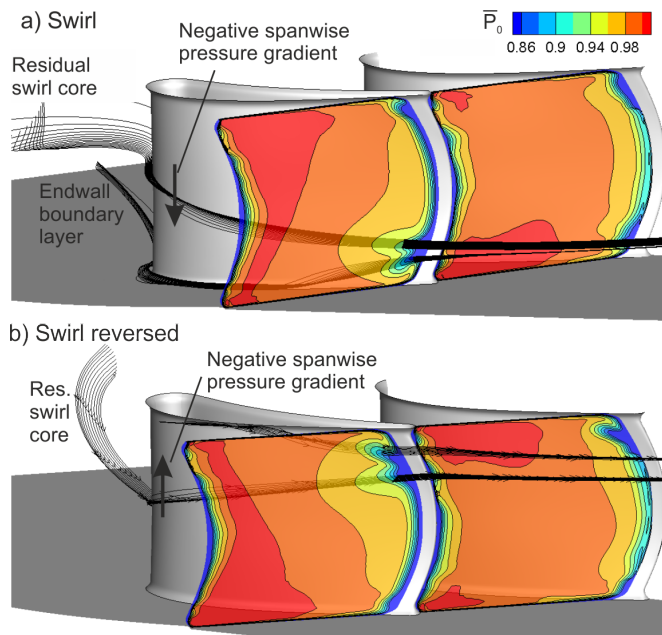 a) Swirl
Negative spanwise
pressure gradient
P̅₀
0.86 0.9 0.94 0.98
Residual
swirl core
Endwall
boundary
layer
b) Swirl reversed
Negative spanwise
pressure gradient
Res.
swirl
core